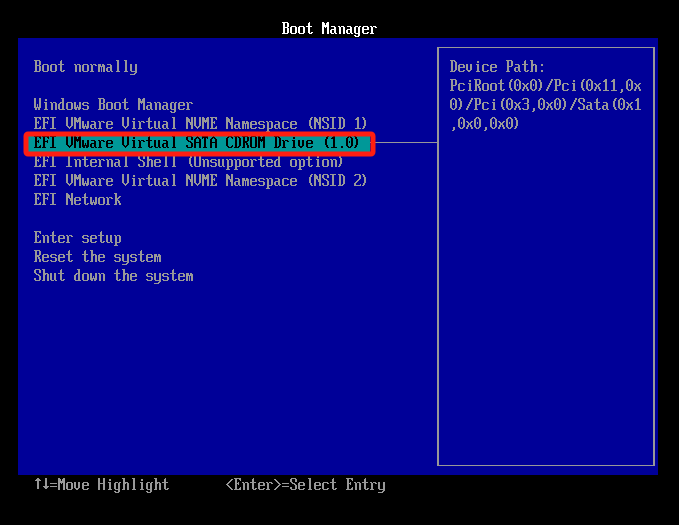 Boot Manager
Boot normally
Windows Boot Manager
EFI VMware Virtual NVME Namespace (NSID 1)
EFI VMware Virtual SATA CDROM Drive (1.0)
EFI Internal Shell (Unsupported option)
EFI VMware Virtual NVME Namespace (NSID 2)
EFI Network
Enter setup
Reset the system
Shut down the system
Device Path:
PciRoot(0x0)/Pci(0x11,0x
0)/Pci(0x3,0x0)/Sata(0x1
,0x0,0x0)
↑↓=Move Highlight
<Enter>=Select Entry